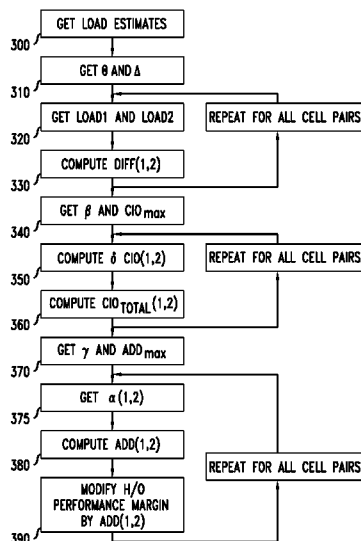 GET LOAD ESTIMATES
300
GET θ AND Δ
310
GET LOAD1 AND LOAD2
REPEAT FOR ALL CELL PAIRS
320
COMPUTE DIFF(1,2)
330
GET β AND CIOmax
340
COMPUTE δ CIO(1,2)
REPEAT FOR ALL CELL PAIRS
350
COMPUTE CIOTOTAL(1,2)
360
GET γ AND ADDmax
370
GET α(1,2)
375
COMPUTE ADD(1,2)
380
REPEAT FOR ALL CELL PAIRS
MODIFY H/O
PERFORMANCE MARGIN
BY ADD(1,2)
390